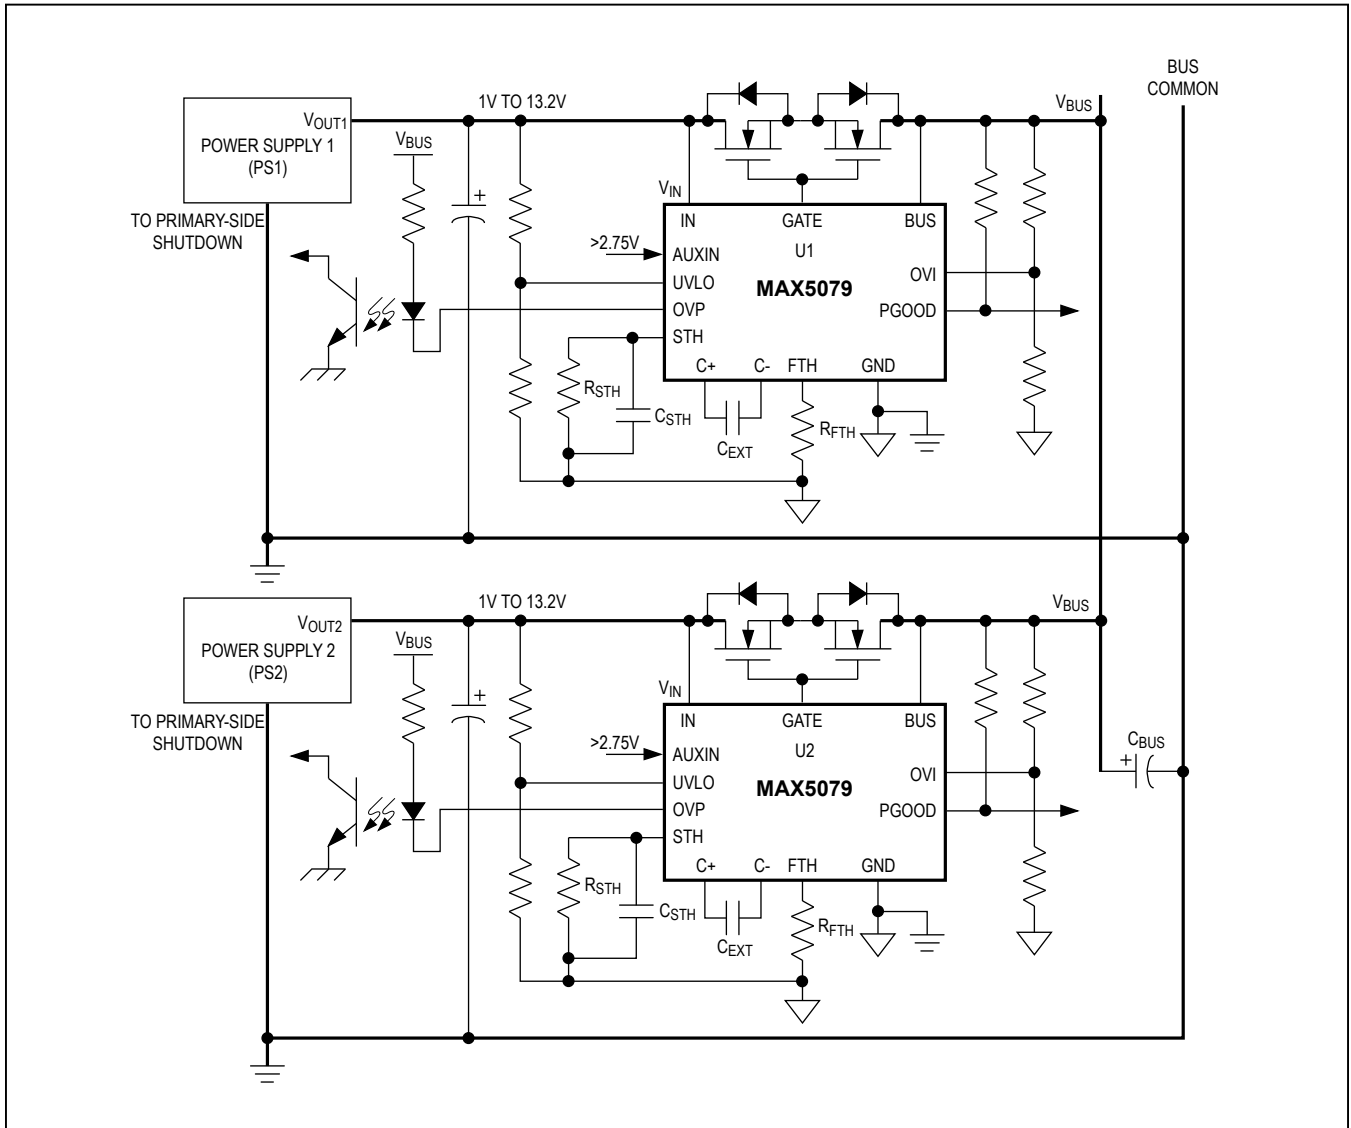 BUS
COMMON
1V TO 13.2V
VBUS
VOUT1
POWER SUPPLY 1
(PS1)
VBUS
TO PRIMARY-SIDE
SHUTDOWN
+
VIN
IN
GATE
BUS
>2.75V
AUXIN
U1
UVLO
MAX5079
OVI
OVP
PGOOD
STH
C+
C-
FTH
GND
RSTH
CSTH
CEXT
RFTH
1V TO 13.2V
VBUS
VOUT2
POWER SUPPLY 2
(PS2)
VBUS
TO PRIMARY-SIDE
SHUTDOWN
+
VIN
IN
GATE
BUS
>2.75V
AUXIN
U2
UVLO
MAX5079
OVI
OVP
PGOOD
STH
C+
C-
FTH
GND
RSTH
CSTH
CEXT
RFTH
CBUS
+